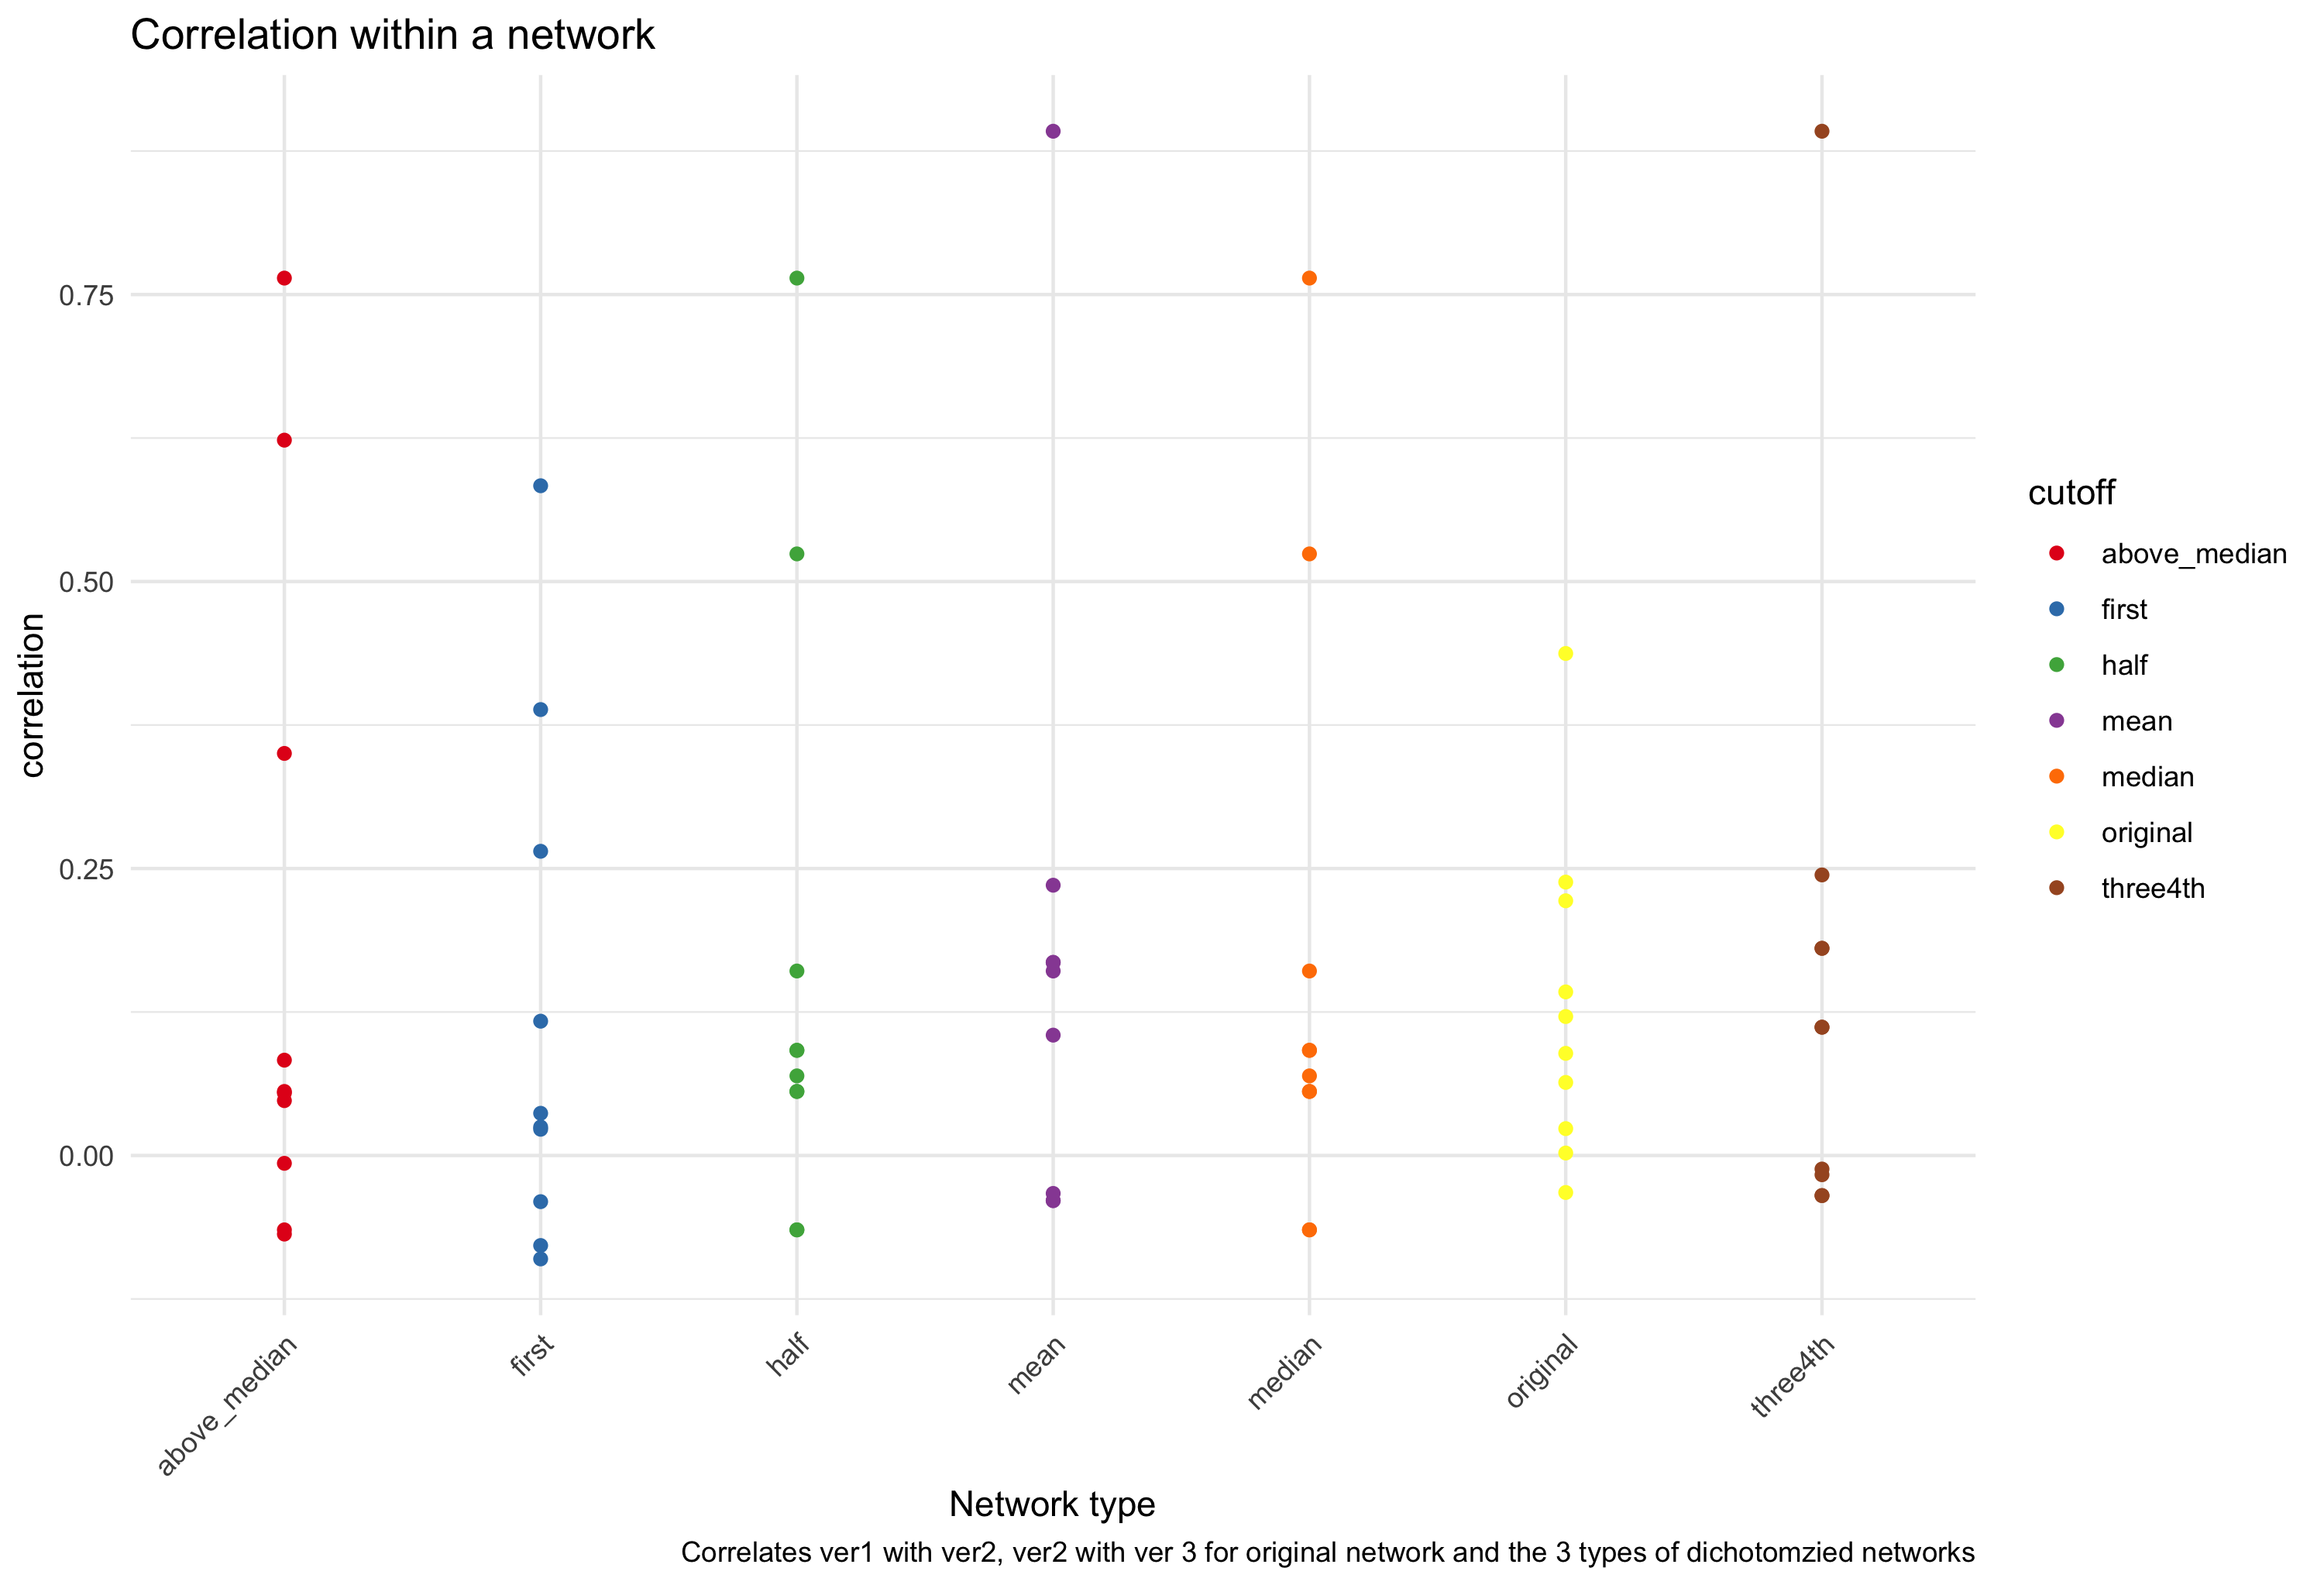 Correlation within a network
correlation
0.75
0.50
0.25
0.00
above_median
first
half
mean
median
original
three4th
Network type
Correlates ver1 with ver2, ver2 with ver 3 for original network and the 3 types of dichotomzied networks
cutoff
above_median
first
half
mean
median
original
three4th